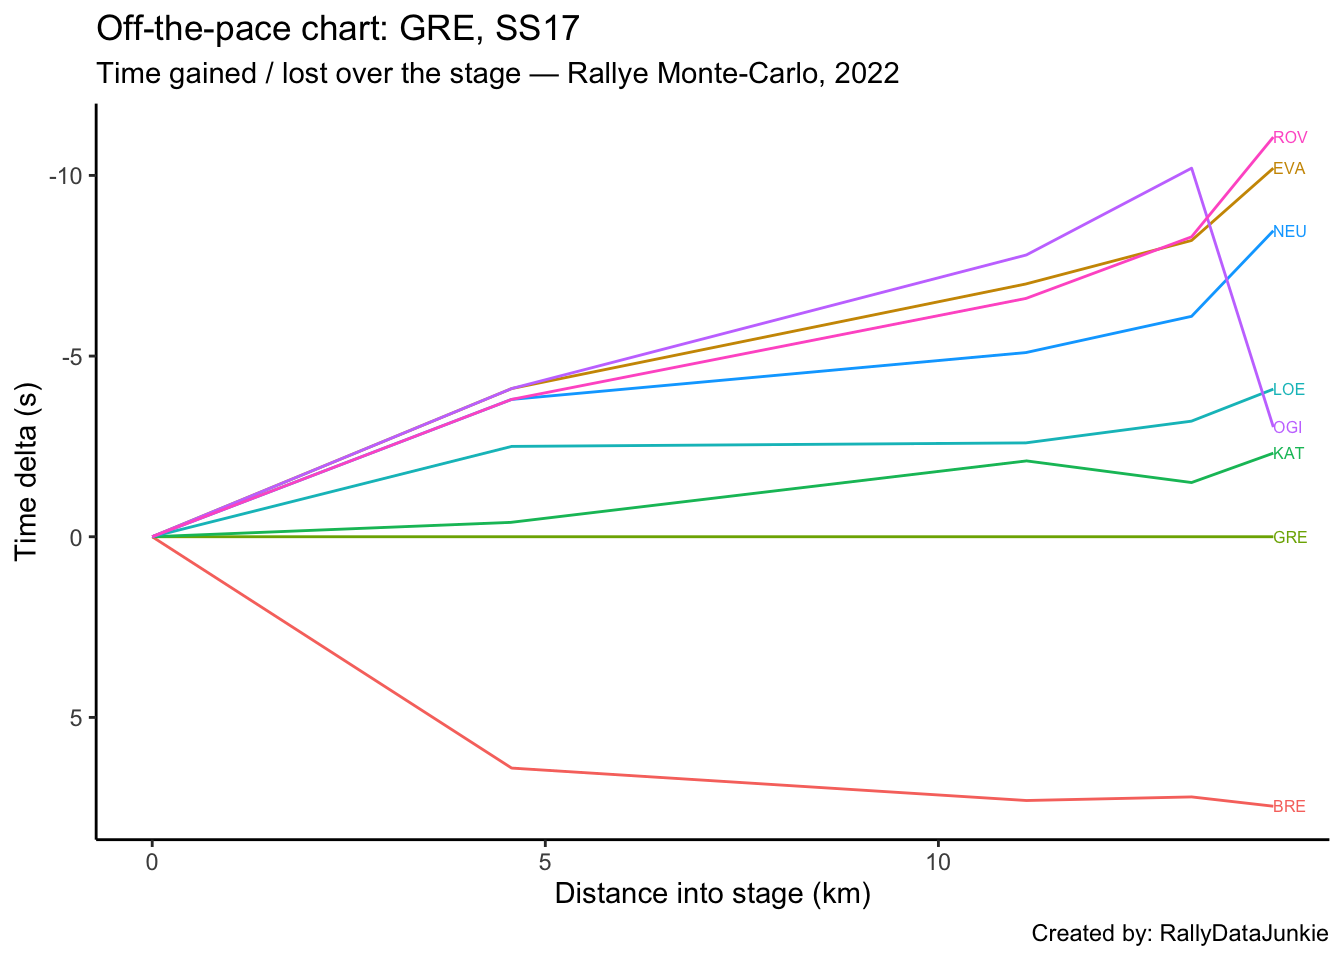 Off-the-pace chart: GRE, SS17
Time gained / lost over the stage — Rallye Monte-Carlo, 2022
Time delta (s)
-10
-5
0
5
ROV
EVA
NEU
LOE
OGI
KAT
GRE
BRE
0
5
10
Distance into stage (km)
Created by: RallyDataJunkie